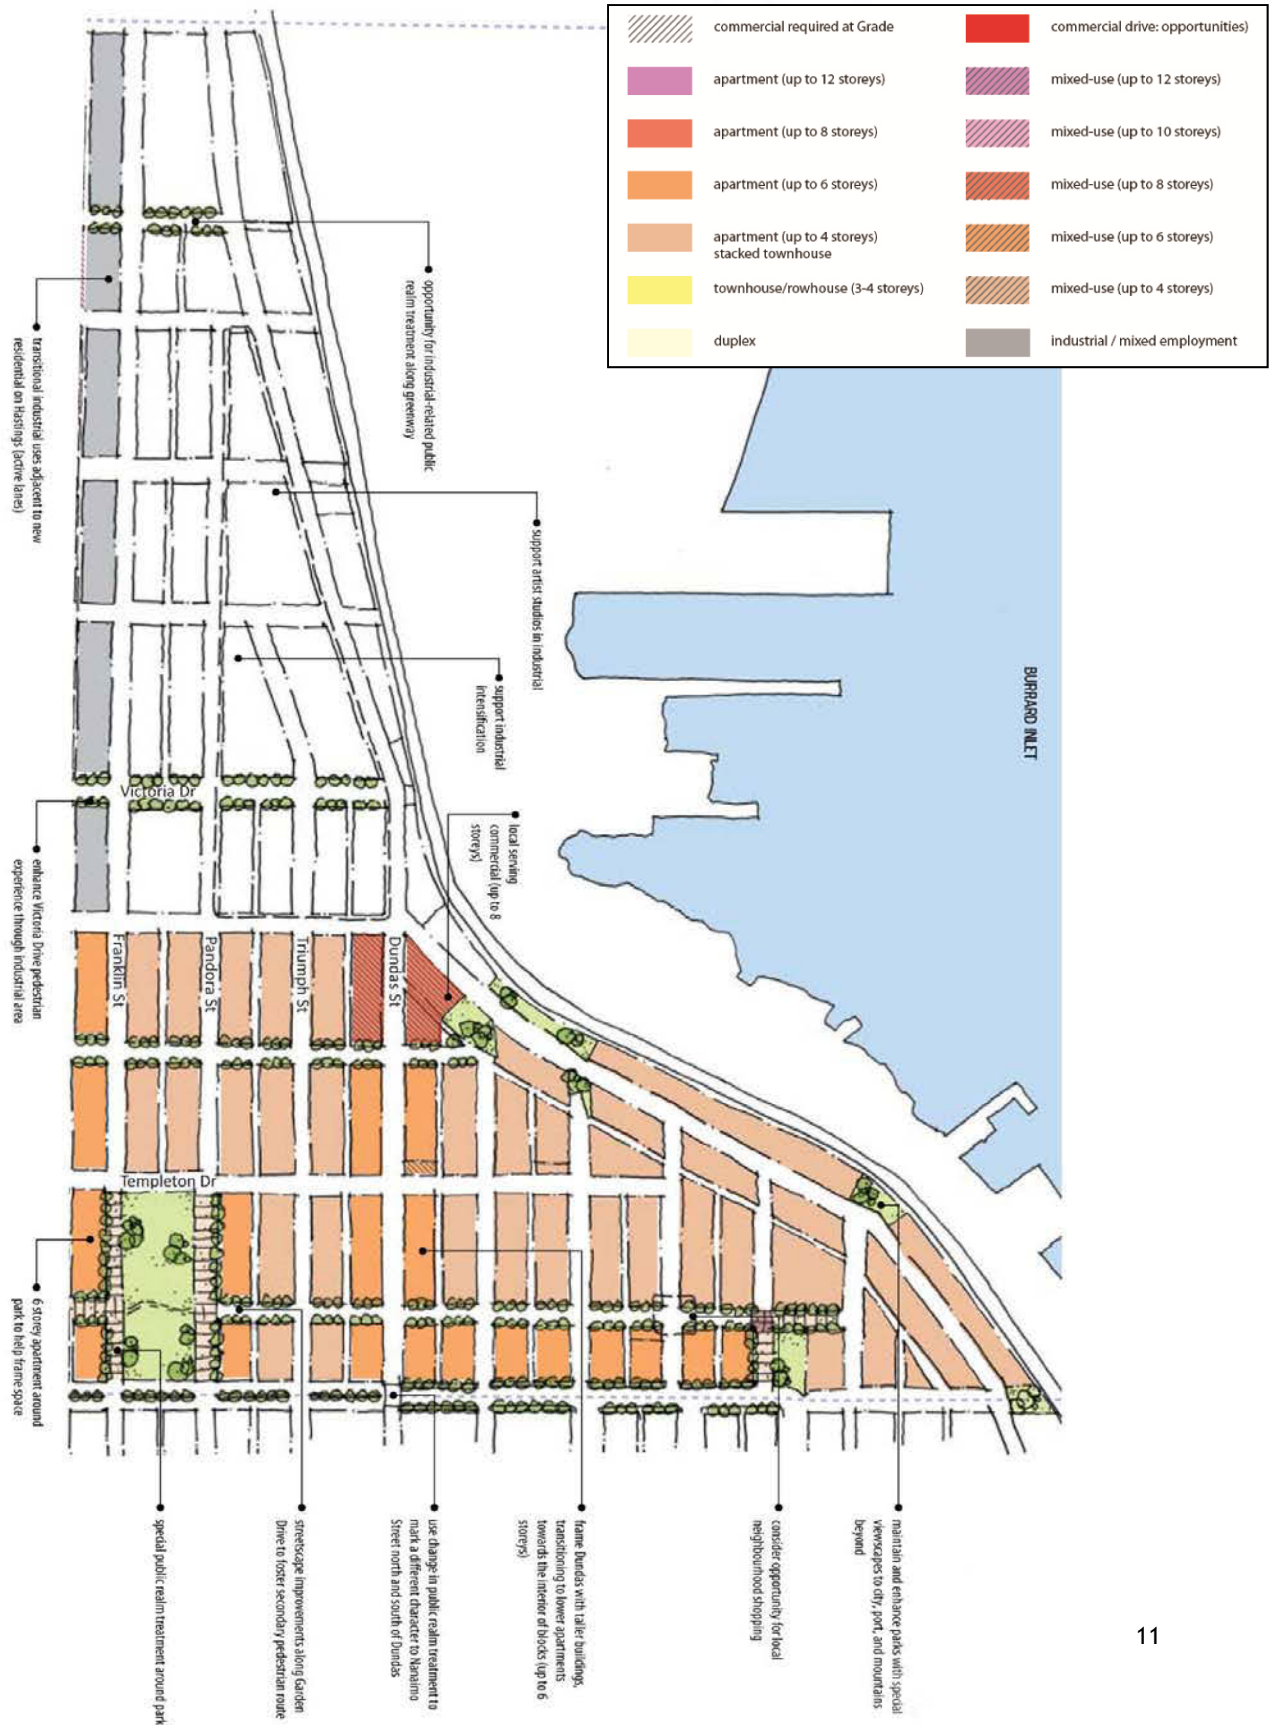 commercial required at Grade
apartment (up to 12 storeys)
apartment (up to 8 storeys)
apartment (up to 6 storeys)
apartment (up to 4 storeys)
stacked townhouse
townhouse/rowhouse (3-4 storeys)
duplex
commercial drive: opportunities)
mixed-use (up to 12 storeys)
mixed-use (up to 10 storeys)
mixed-use (up to 8 storeys)
mixed-use (up to 6 storeys)
mixed-use (up to 4 storeys)
industrial / mixed employment
opportunity for industrial-related public
realm treatment along greenway
transitional industrial uses adjacent to new
residential on Hastings (active lanes)
support artist studios in industrial
support industrial
intensification
BURRARD INLET
Victoria Dr
local serving
commercial (up to 8
storeys)
enhance Victoria Drive pedestrian
experience through industrial area
Franklin St
Pandora St
Triumph St
Dundas St
Templeton Dr
6 storey apartment around
park to help frame space
special public realm treatment around park
streetscape improvements along Garden
Drive to foster secondary pedestrian route
use change in public realm treatment to
mark a different character to Nanaimo
Street north and south of Dundas
frame Dundas with taller buildings,
transitioning to lower apartments
towards the interior of blocks (up to 6
storeys)
consider opportunity for local
neighbourhood shopping
maintain and enhance parks with special
viewscapes to city, port, and mountains
beyond
11